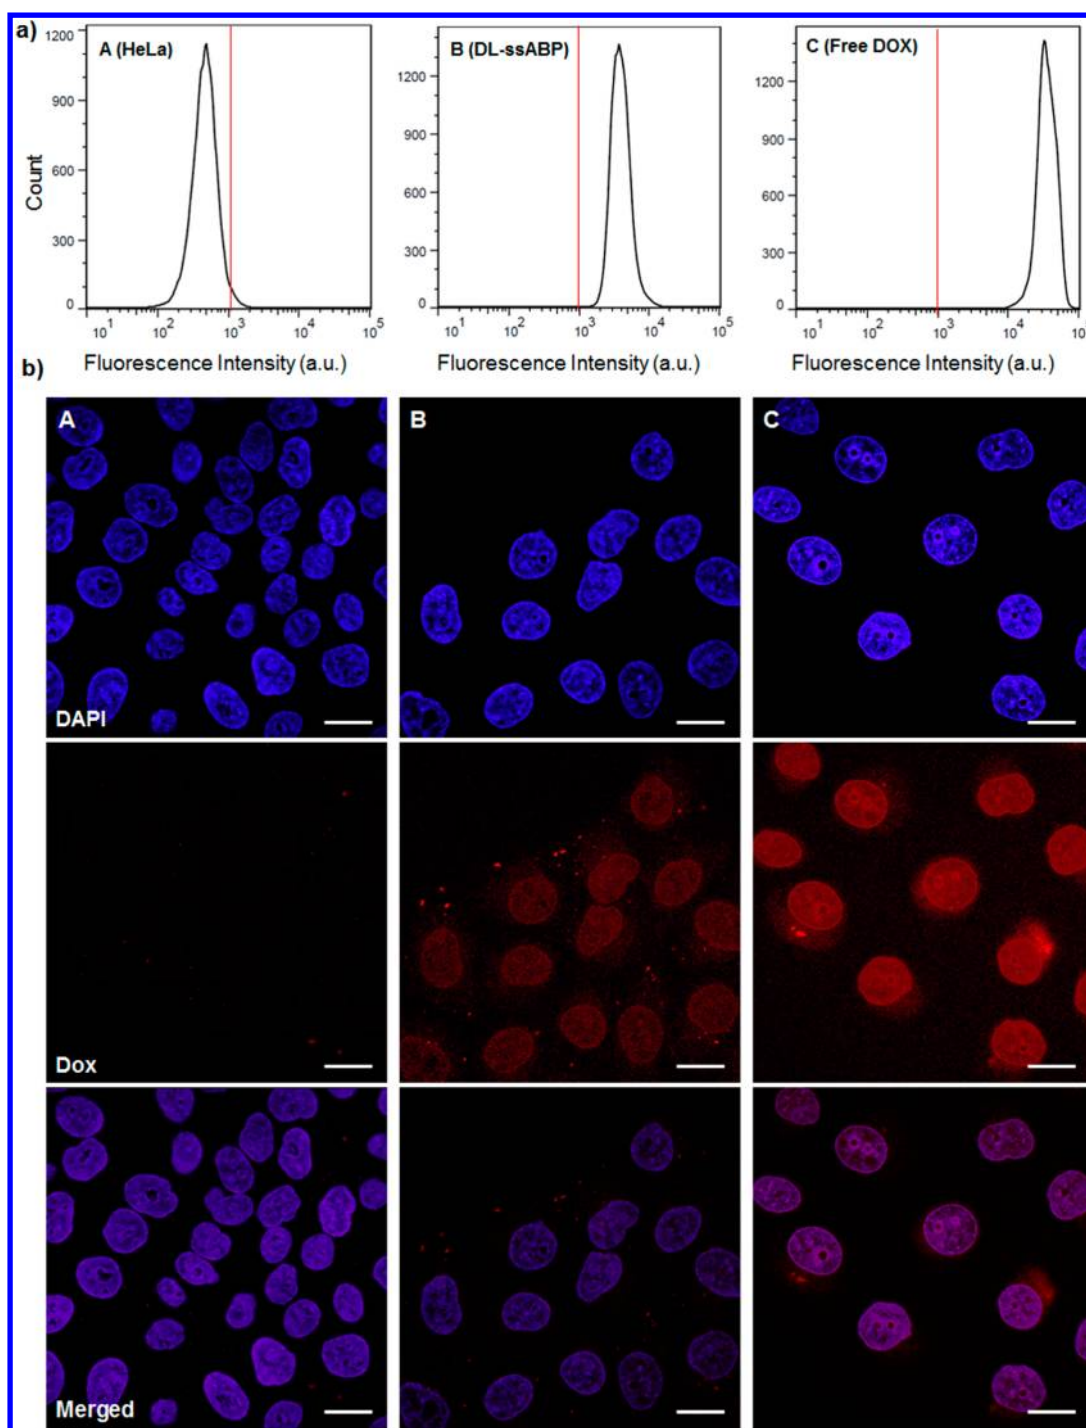 a)
A (HeLa)
B (DL-ssABP)
C (Free DOX)
Count
1200
900
600
300
0
10¹ 10² 10³ 10⁴ 10⁵
1200
900
600
300
0
10¹ 10² 10³ 10⁴ 10⁵
1200
900
600
300
0
10¹ 10² 10³ 10⁴ 10
Fluorescence Intensity (a.u.)
Fluorescence Intensity (a.u.)
Fluorescence Intensity (a.u.)
b)
A
B
C
DAPI
Dox
Merged